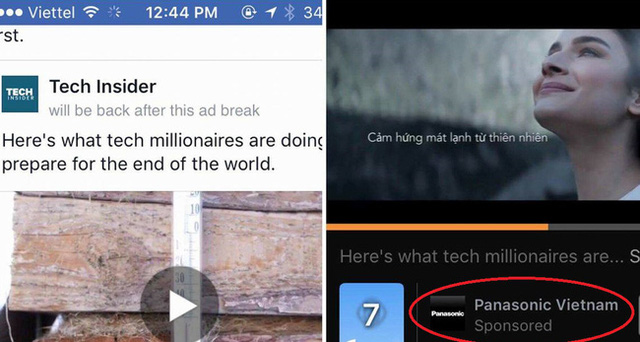 Viettel 12:44 PM 34
rst.
TECH
INSIDER
Tech Insider
will be back after this ad break
Here's what tech millionaires are doing
prepare for the end of the world.
Cảm hứng mát lạnh từ thiên nhiên
Here's what tech millionaires are... S
7
Panasonic
Panasonic Vietnam
Sponsored